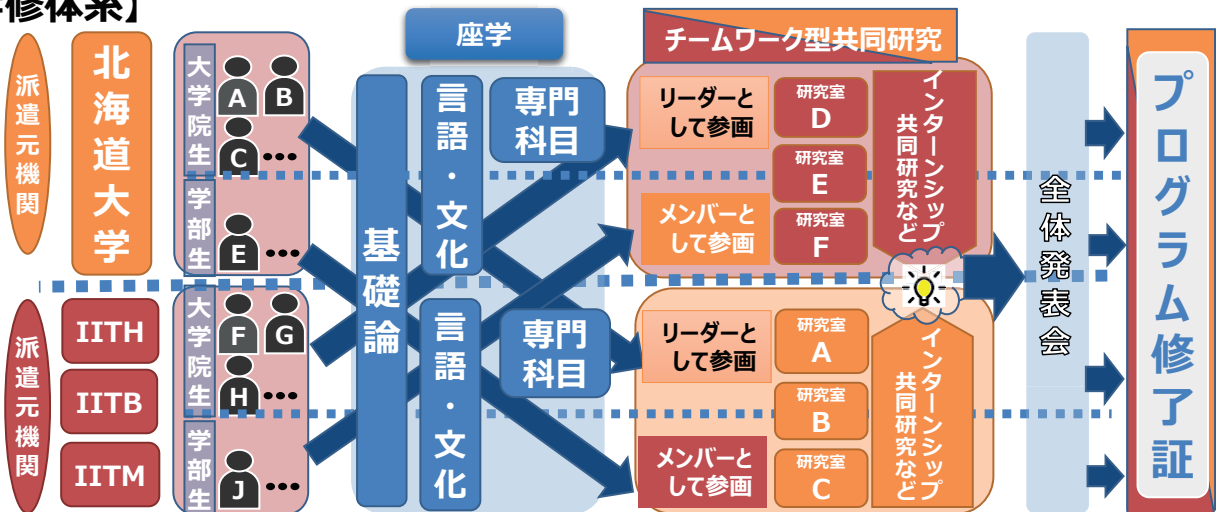 修体系】
派遣元機関
北海道大学
大学院生
A
B
C
•••
学部生
E
•••
派遣元機関
IITH
IITB
IITM
大学院生
F
G
H
•••
学部生
J
•••
座学
基礎論
言語・文化
専門
科目
言語・文化
専門
科目
チームワーク型共同研究
リーダーと
して参画
メンバーと
して参画
研究室
D
研究室
E
研究室
F
インターンシップ
共同研究など
リーダーと
して参画
メンバーと
して参画
研究室
A
研究室
B
研究室
C
インターンシップ
共同研究など
全体発表会
プログラム修了証